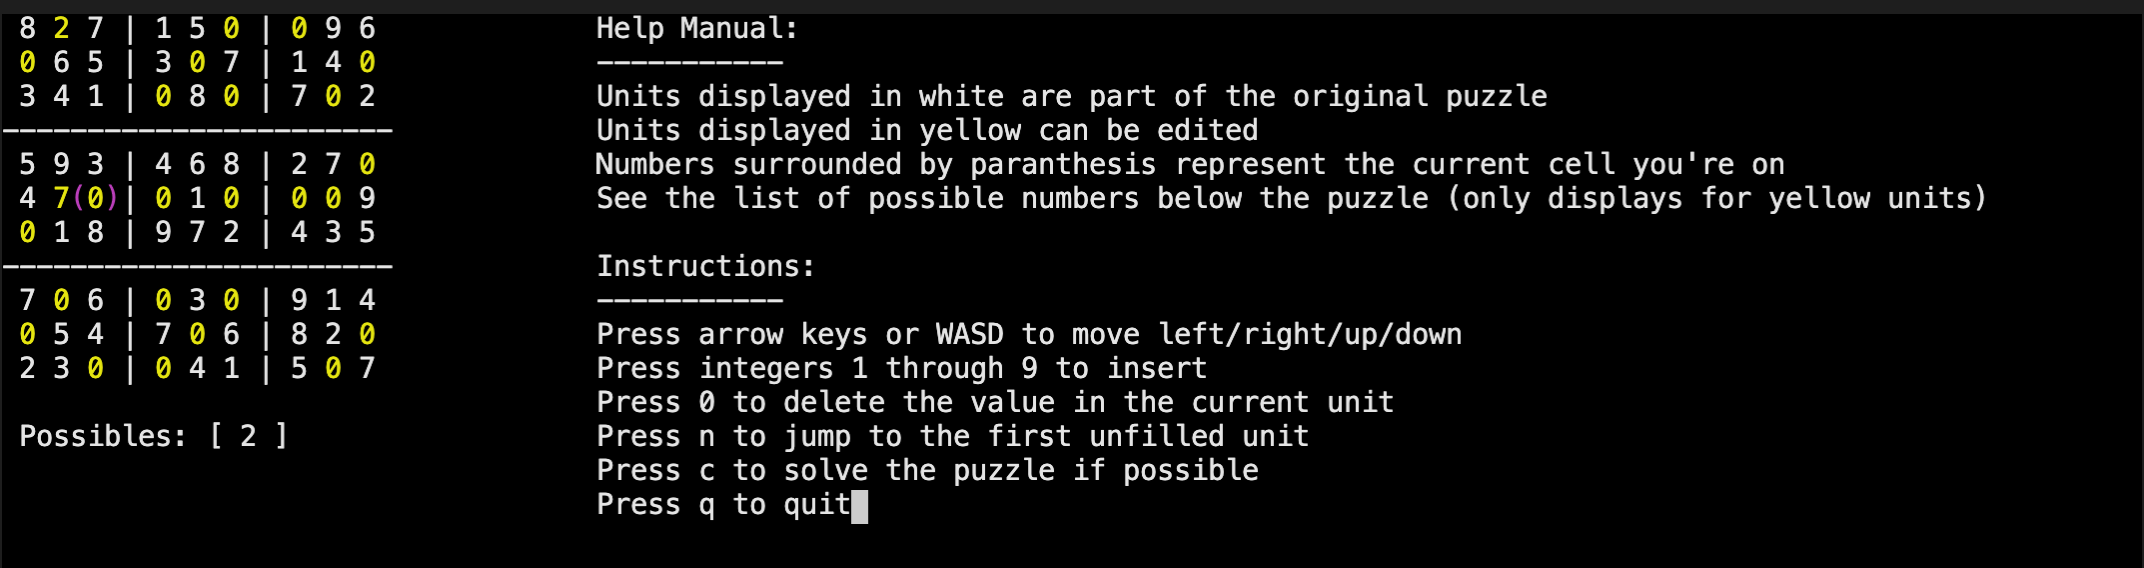 8 2 7 | 1 5 0 | 0 9 6
0 6 5 | 3 0 7 | 1 4 0
3 4 1 | 0 8 0 | 7 0 2
-----------------------
5 9 3 | 4 6 8 | 2 7 0
4 7(0)| 0 1 0 | 0 0 9
0 1 8 | 9 7 2 | 4 3 5
-----------------------
7 0 6 | 0 3 0 | 9 1 4
0 5 4 | 7 0 6 | 8 2 0
2 3 0 | 0 4 1 | 5 0 7
Possibles: [ 2 ]
Help Manual:
-----------
Units displayed in white are part of the original puzzle
Units displayed in yellow can be edited
Numbers surrounded by paranthesis represent the current cell you're on
See the list of possible numbers below the puzzle (only displays for yellow units)
Instructions:
-----------
Press arrow keys or WASD to move left/right/up/down
Press integers 1 through 9 to insert
Press 0 to delete the value in the current unit
Press n to jump to the first unfilled unit
Press c to solve the puzzle if possible
Press q to quit